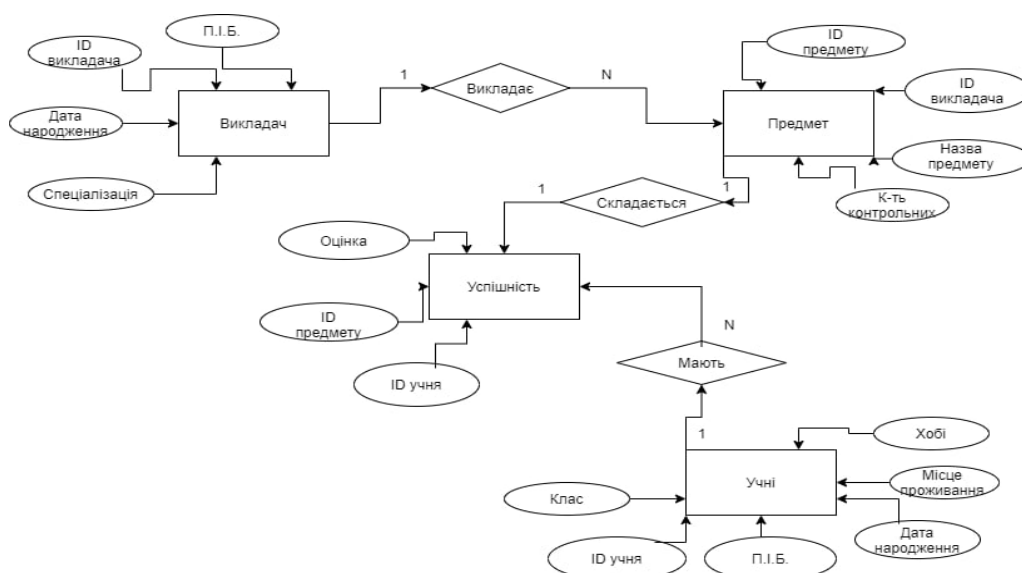 П.І.Б.
ID
викладача
Дата
народження
Спеціалізація
Викладач
1
Викладає
N
ID
предмету
ID
викладача
Назва
предмету
К-ть
контрольних
Предмет
1
Складається
1
Оцінка
ID
предмету
ID учня
Успішність
N
Мають
1
Хобі
Місце
проживання
Дата
народження
Клас
ID учня
П.І.Б.
Учні